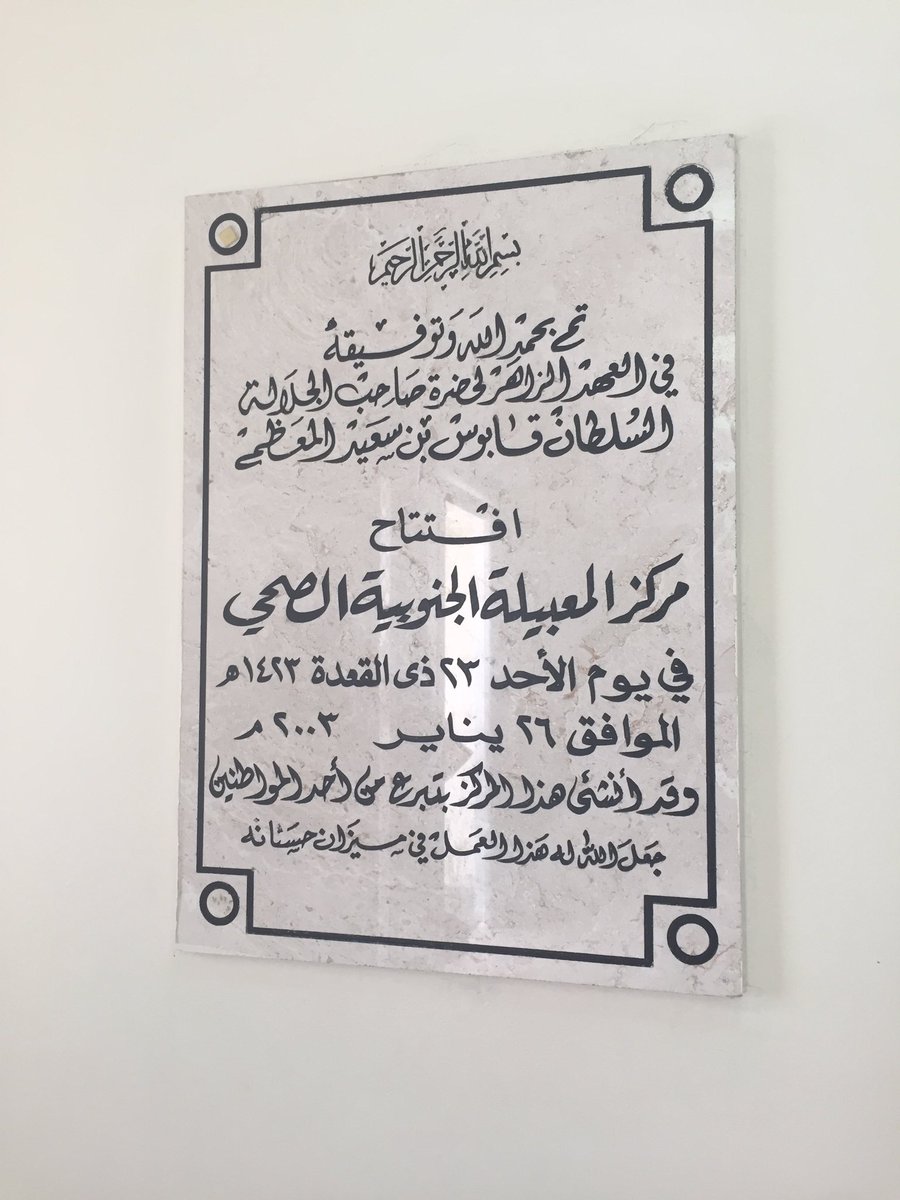 بسم الله الرحمن الرحيم
تم بحمد الله وتوفيقه
في العهد الزاهر لحضرة صاحب الجلالة
السلطان قابوس بن سعيد المعظم
افتتاح
مركز المعبيلة الجنوبية الصحي
في يوم الأحد ٢٣ ذى القعدة ١٤٢٣هـ
الموافق ٢٦ يناير ٢٠٠٣ م
وقد أنشئ هذا المركز بتبرع من أحد المواطنين
جعل الله له هذا العمل في ميزان حسناته